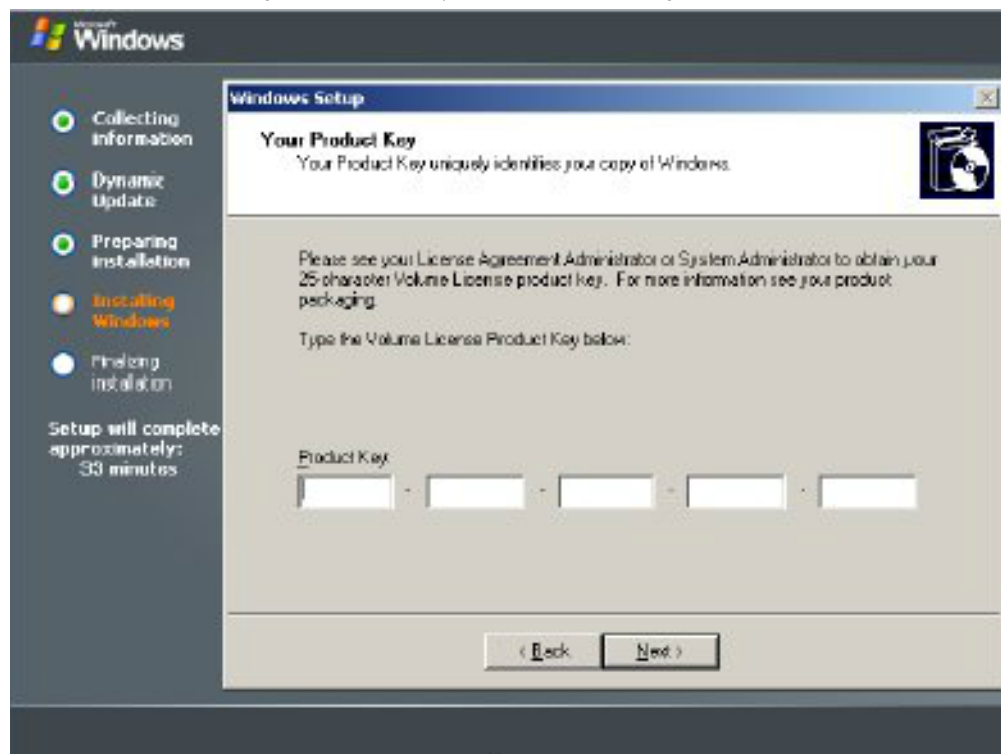 Microsoft
Windows
Collecting
information
Dynamic
Update
Preparing
installation
Installing
Windows
Finalizing
installation
Setup will complete
approximately:
33 minutes
Windows Setup
Your Product Key
Your Product Key uniquely identifies your copy of Windows.
Please see your License Agreement Administrator or System Administrator to obtain your
25-character Volume License product key. For more information see your product
packaging.
Type the Volume License Product Key below:
Product Key:
- - - -
< Back
Next >